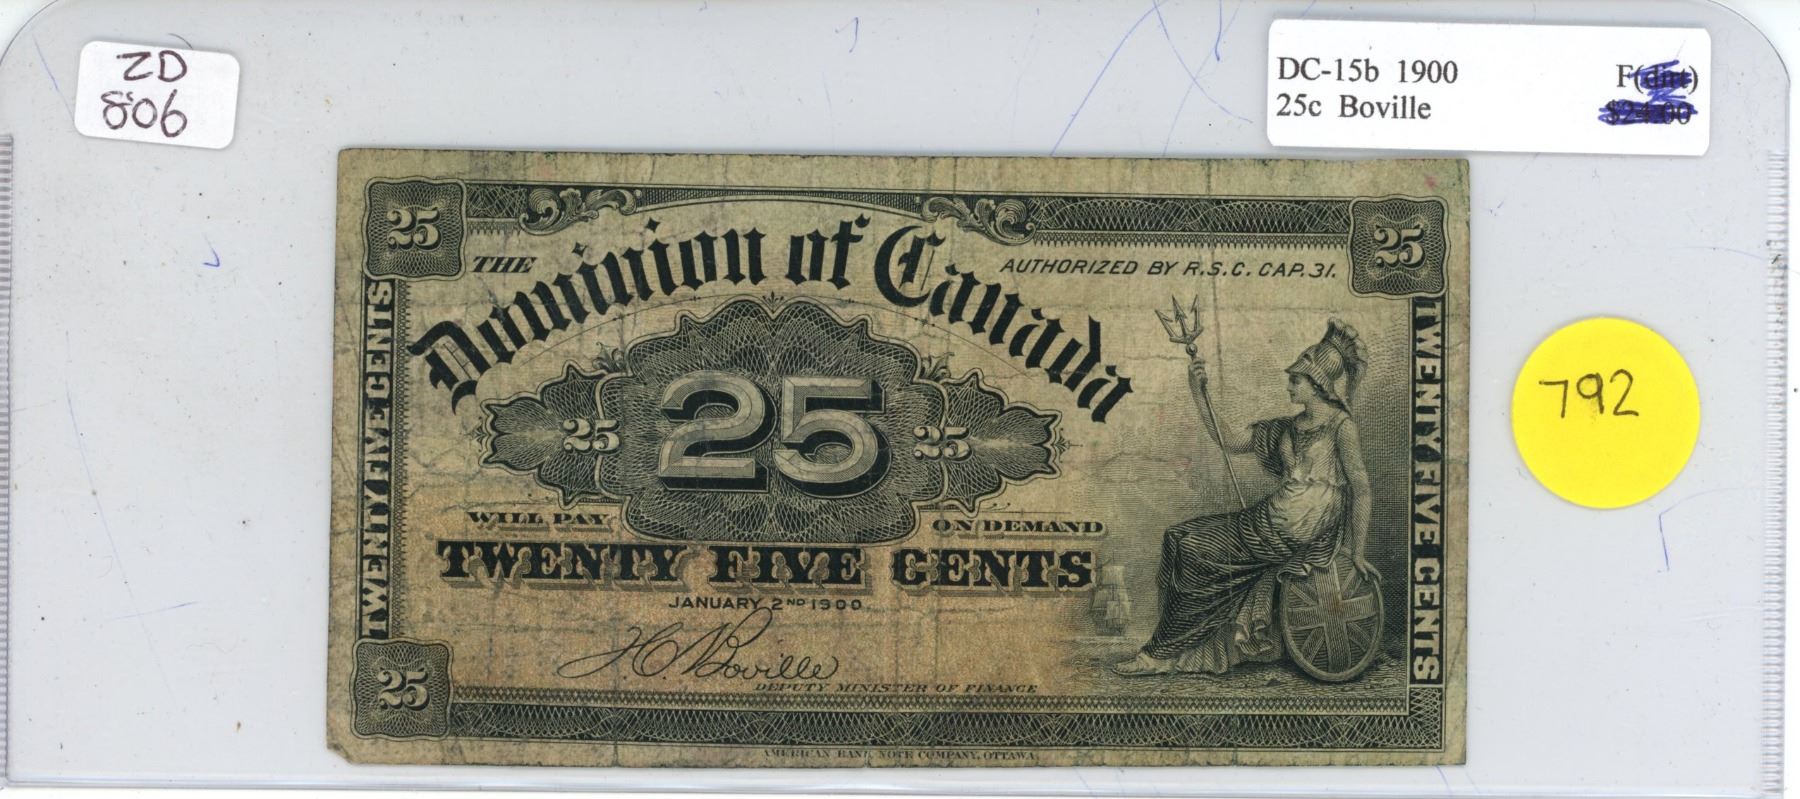 ZD
806
DC-15b 1900 F(dirt)
25c Boville $24.00
25 25
THE Dominion of Canada
AUTHORIZED BY R.S.C. CAP. 31.
TWENTY FIVE CENTS
25 25 25
TWENTY FIVE CENTS
WILL PAY ON DEMAND
TWENTY FIVE CENTS
JANUARY 2ND 1900
H C Boville
DEPUTY MINISTER OF FINANCE
25
AMERICAN BANK NOTE COMPANY, OTTAWA.
792